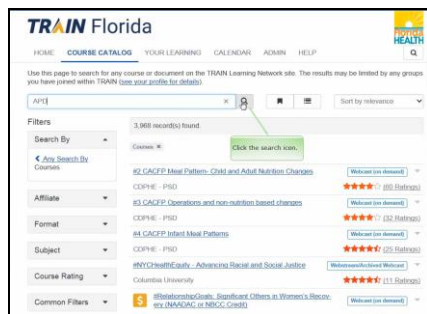 TRAIN Florida
Florida
HEALTH
HOME COURSE CATALOG YOUR LEARNING CALENDAR ADMIN HELP
Use this page to search for any course or document on the TRAIN Learning Network site. The results may be limited by any groups
you have joined within TRAIN (see your profile for details).
APD
Sort by relevance
Filters
3,968 record(s) found.
Search By
Courses
Click the search icon.
Any Search By
Courses
#2 CACFP Meal Pattern- Child and Adult Nutrition Changes
Webcast (on demand)
CDPHE - PSD
(60 Ratings)
Affiliate
#3 CACFP Operations and non-nutrition based changes
Webcast (on demand)
CDPHE - PSD
(32 Ratings)
Format
#4 CACFP Infant Meal Patterns
Webcast (on demand)
Subject
CDPHE - PSD
(25 Ratings)
Course Rating
#NYCHealthEquity - Advancing Racial and Social Justice
Webstream/Archived Webcast
Columbia University
(11 Ratings)
Common Filters
$
#RelationshipGoals: Significant Others in Women's Recov-
ery (NAADAC or NBCC Credit)
Webcast (on demand)